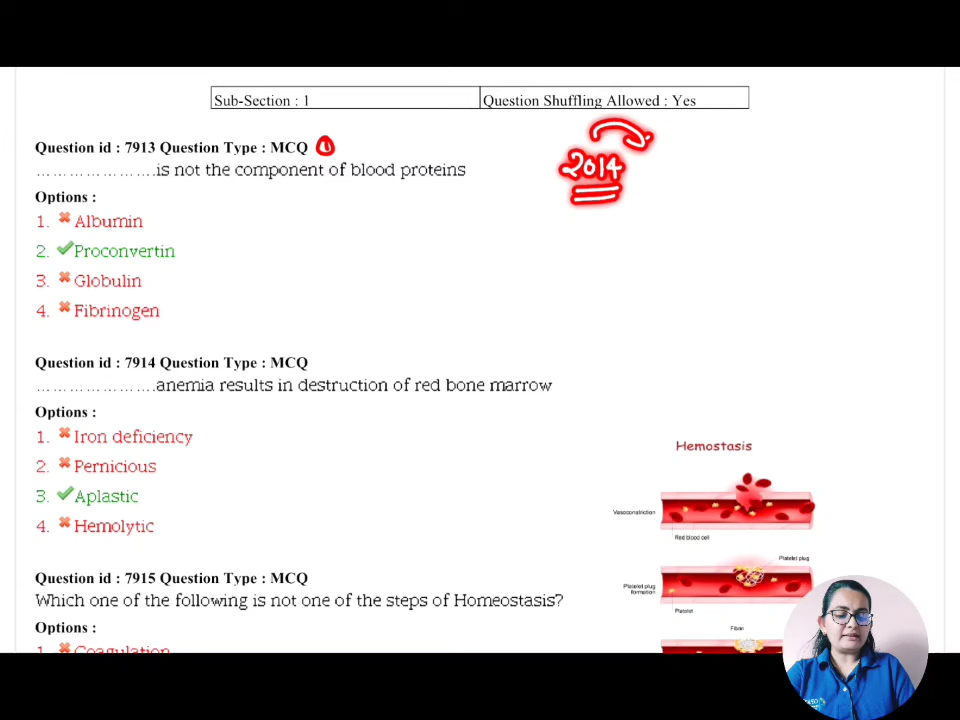 Sub-Section : 1
Question Shuffling Allowed : Yes
Question id : 7913 Question Type : MCQ
2014
…………………is not the component of blood proteins
Options :
1. Albumin
2. Proconvertin
3. Globulin
4. Fibrinogen
Question id : 7914 Question Type : MCQ
…………………anemia results in destruction of red bone marrow
Options :
1. Iron deficiency
2. Pernicious
3. Aplastic
4. Hemolytic
Hemostasis
Vasoconstriction
Red blood cell
Platelet plug
Platelet plug
formation
Platelet
Fibrin
Question id : 7915 Question Type : MCQ
Which one of the following is not one of the steps of Homeostasis?
Options :
1. Coagulation